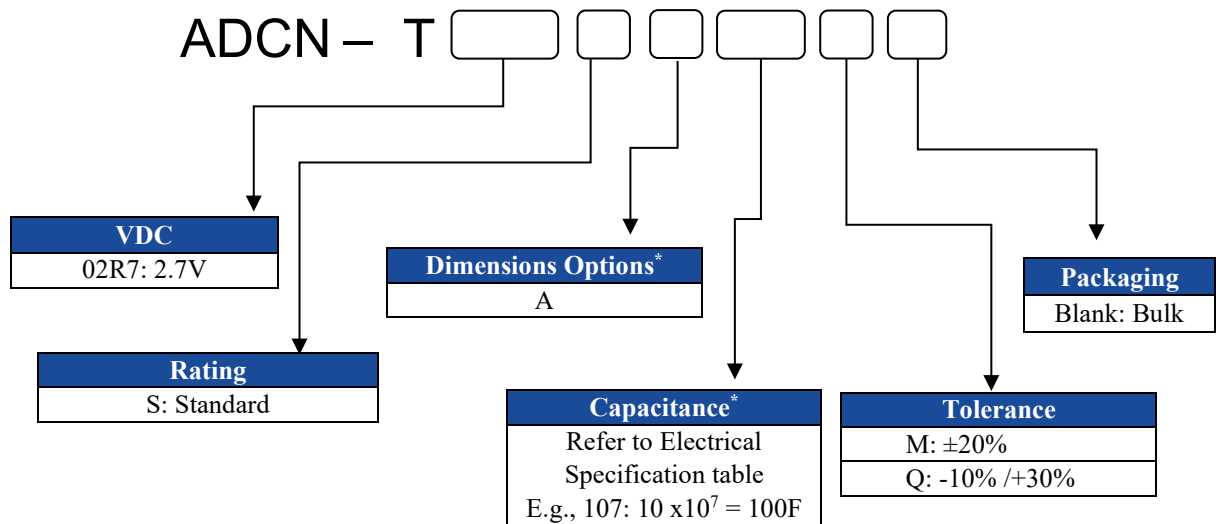 ADCN – T
VDC
02R7: 2.7V
Rating
S: Standard
Dimensions Options*
A
Capacitance*
Refer to Electrical
Specification table
E.g., 107: 10 x10⁷ = 100F
Tolerance
M: ±20%
Q: -10% /+30%
Packaging
Blank: Bulk